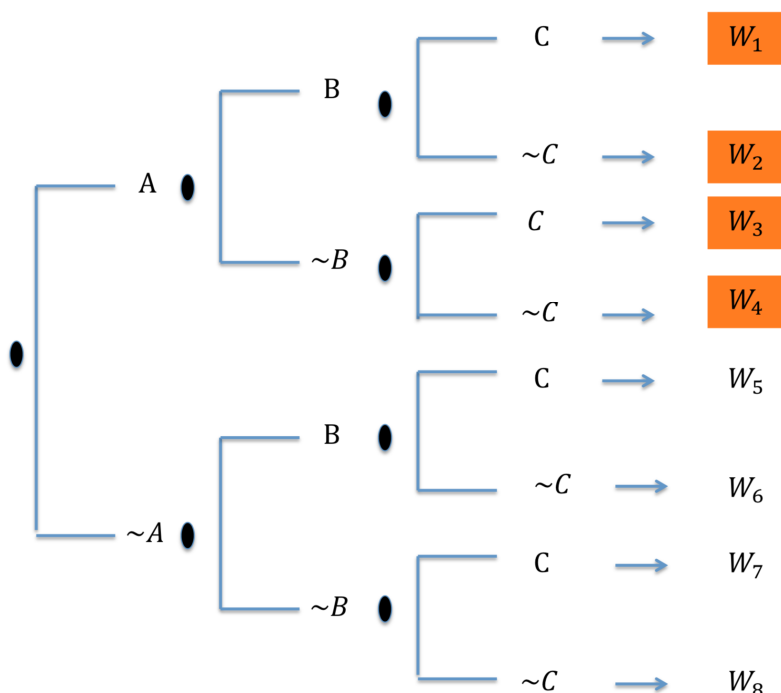 C W₁
B
~C W₂
A
C W₃
~B
~C W₄
C W₅
B
~C W₆
~A
C W₇
~B
~C W₈